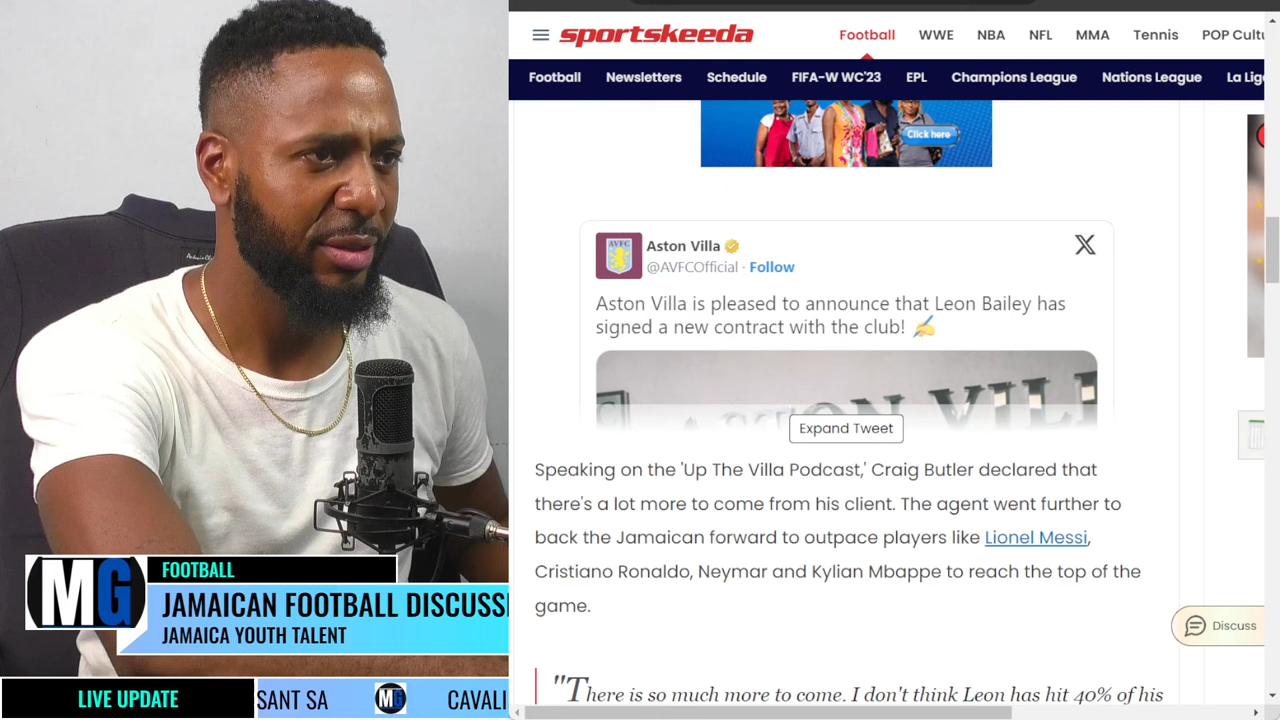 sportskeeda
Football WWE NBA NFL MMA Tennis POP Cultu
Football Newsletters Schedule FIFA-W WC'23 EPL Champions League Nations League La Lig
Click here
AVFC
Aston Villa
@AVFCOfficial · Follow
X
Aston Villa is pleased to announce that Leon Bailey has
signed a new contract with the club! ✍
ASTON VILL
Expand Tweet
Speaking on the 'Up The Villa Podcast,' Craig Butler declared that
there's a lot more to come from his client. The agent went further to
back the Jamaican forward to outpace players like Lionel Messi,
Cristiano Ronaldo, Neymar and Kylian Mbappe to reach the top of the
game.
Discuss
"There is so much more to come. I don't think Leon has hit 40% of his
MG
FOOTBALL
JAMAICAN FOOTBALL DISCUSSI
JAMAICA YOUTH TALENT
LIVE UPDATE
SANT SA MG CAVALI